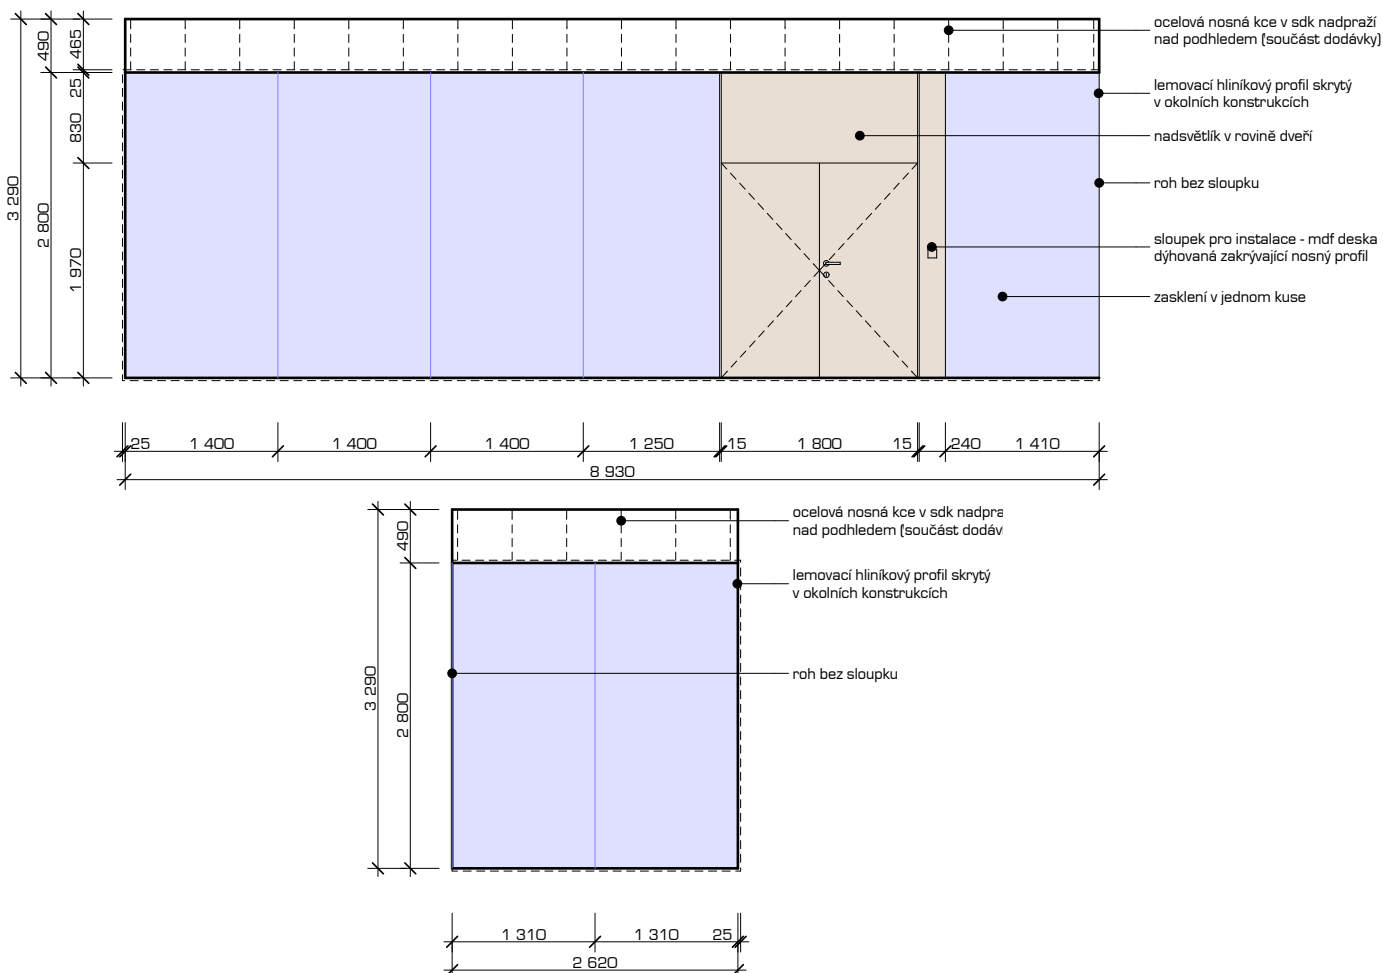 ocelová nosná kce v sdk nadpraží
nad podhledem (součást dodávky)
lemovací hliníkový profil skrytý
v okolních konstrukcích
nadsvětlík v rovině dveří
roh bez sloupku
sloupek pro instalace - mdf deska
dýhovaná zakrývající nosný profil
zasklení v jednom kuse
3 290
490
2 800
465
25
830
1 970
25
1 400
1 400
1 400
1 250
15
1 800
15
240
1 410
8 930
ocelová nosná kce v sdk nadpra
nad podhledem (součást dodáv
lemovací hliníkový profil skrytý
v okolních konstrukcích
roh bez sloupku
3 290
490
2 800
1 310
1 310
25
2 620